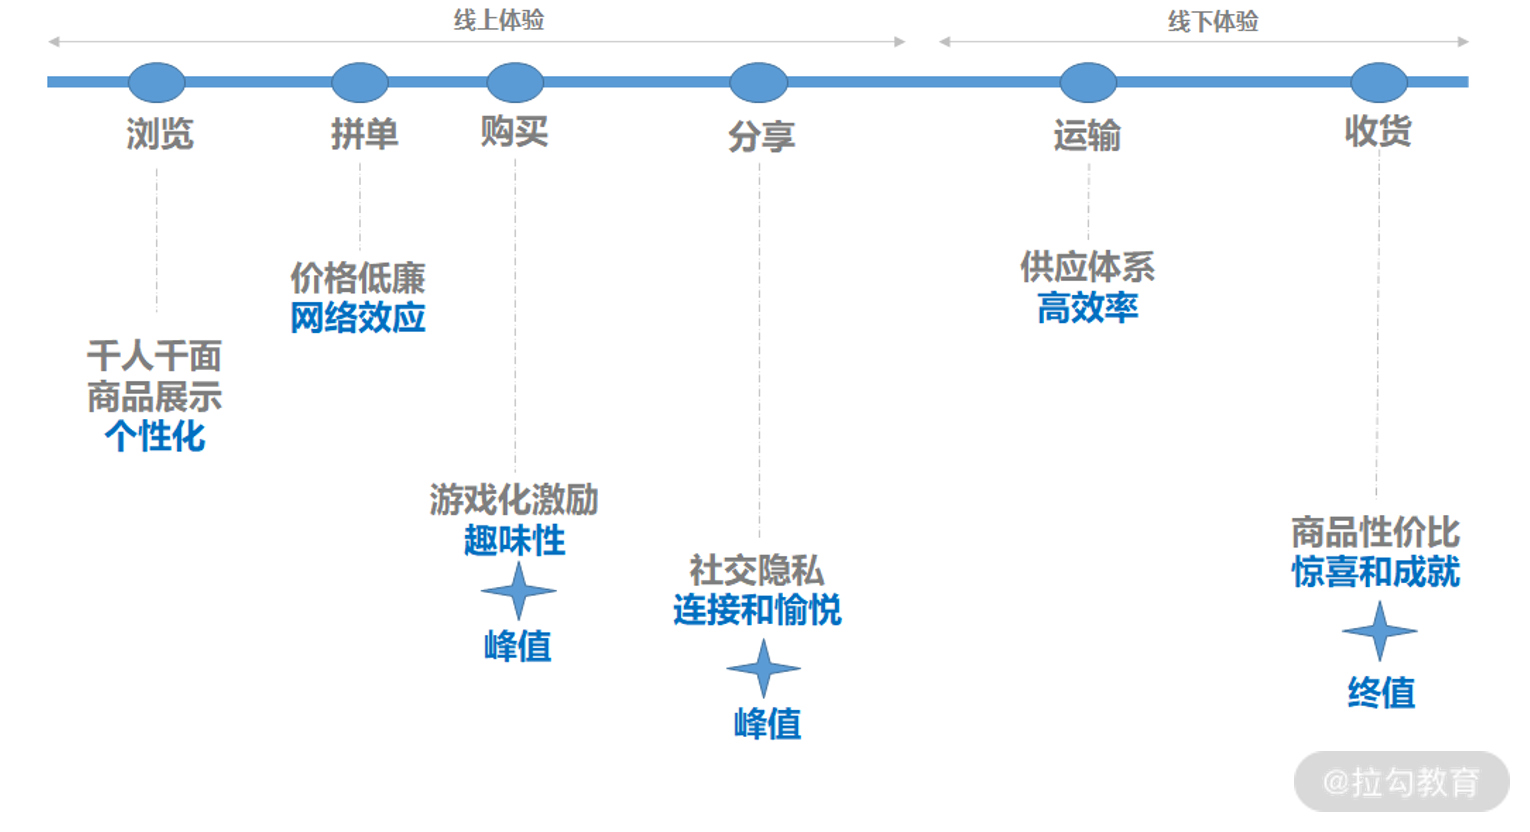 线上体验
线下体验
浏览
拼单
购买
分享
运输
收货
千人千面
商品展示
个性化
价格低廉
网络效应
游戏化激励
趣味性
峰值
社交隐私
连接和愉悦
峰值
供应体系
高效率
商品性价比
惊喜和成就
终值
@拉勾教育